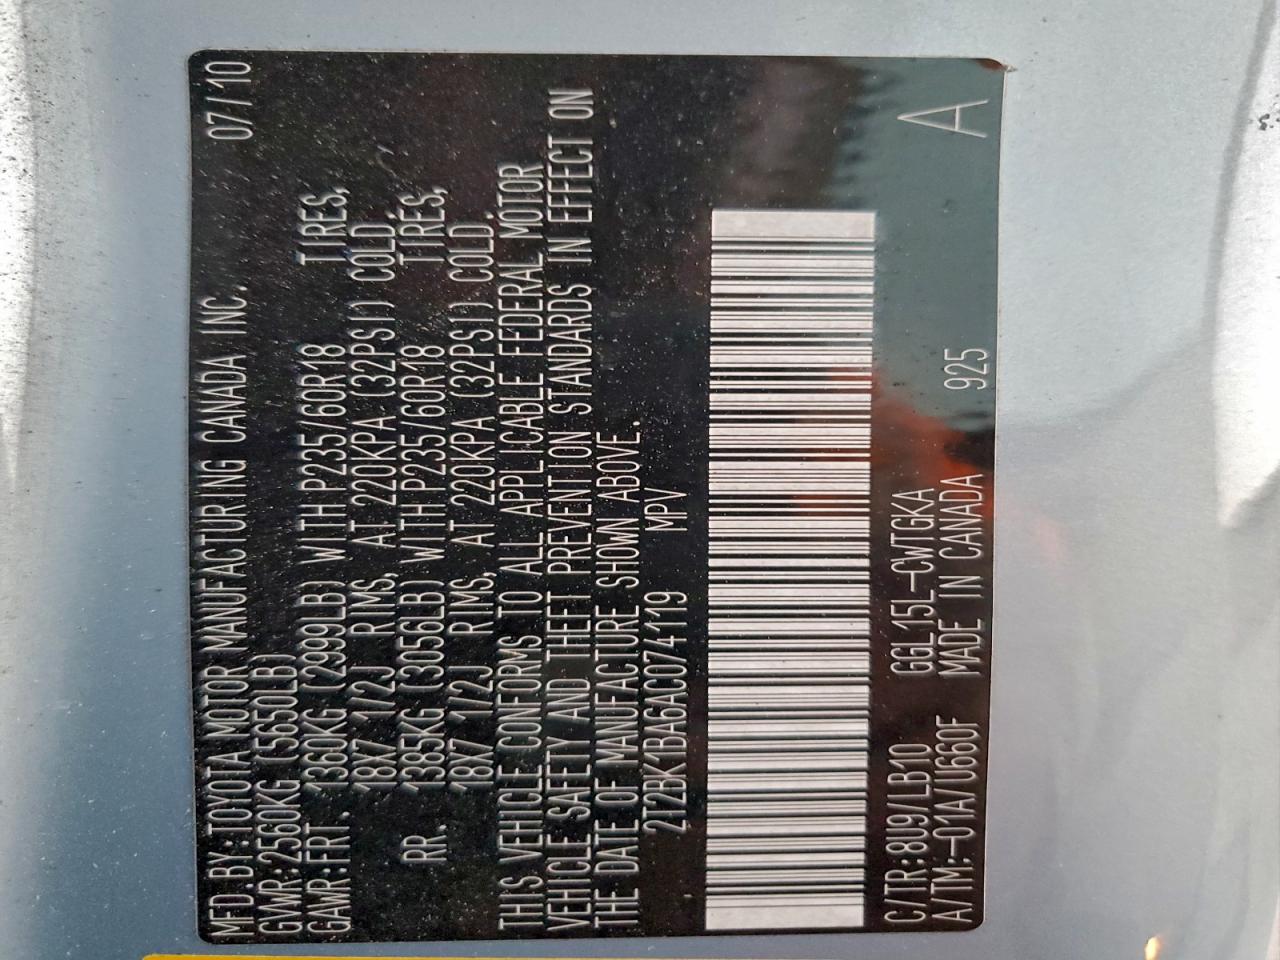 MFD.BY:TOYOTA MOTOR MANUFACTURING CANADA INC. 07/10
GVWR:2560KG (5650LB)
GAWR:FRT. 1360KG (2999LB) WITH P235/60R18 TIRES,
18X7 1/2J RIMS, AT 220KPA (32PSI) COLD.
RR. 1385KG (3056LB) WITH P235/60R18 TIRES,
18X7 1/2J RIMS, AT 220KPA (32PSI) COLD.
THIS VEHICLE CONFORMS TO ALL APPLICABLE FEDERAL MOTOR
VEHICLE SAFETY AND THEFT PREVENTION STANDARDS IN EFFECT ON
THE DATE OF MANUFACTURE SHOWN ABOVE.
2T2BK1BA6AC074119 MPV
C/TR:8U9/LB10 GGL15L-CWTGKA
A/TM:-01A/U660F MADE IN CANADA 925 A